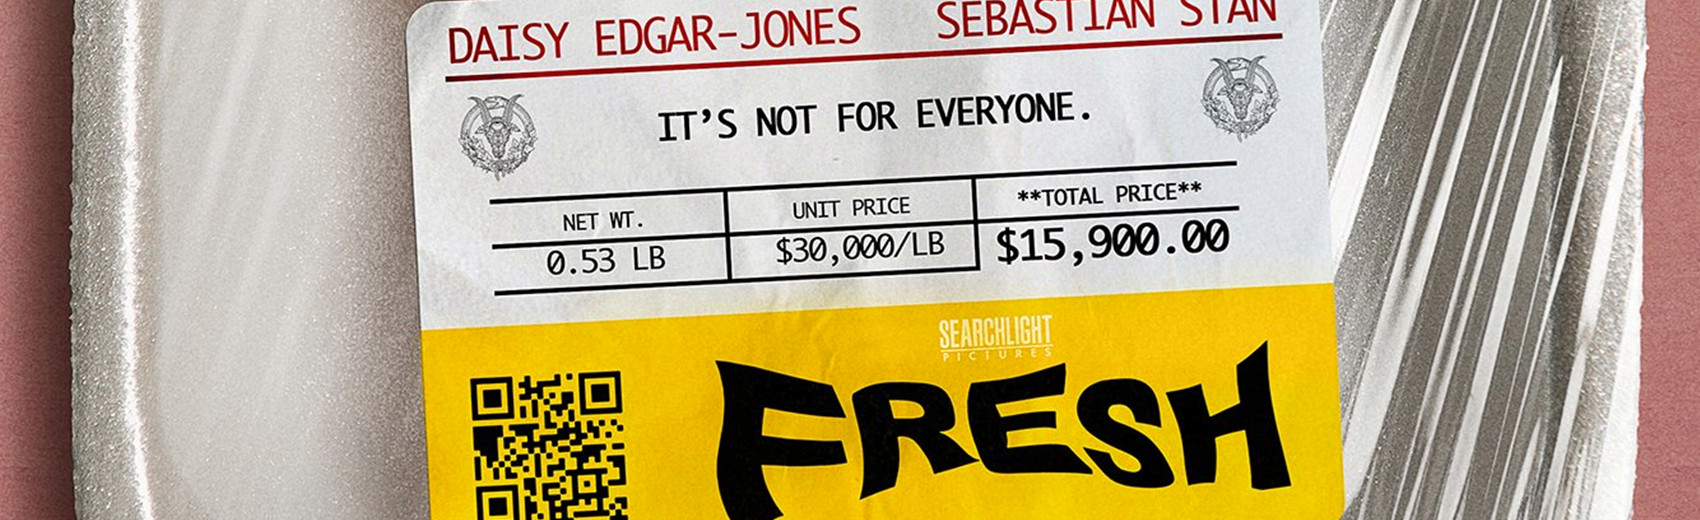 DAISY EDGAR-JONES SEBASTIAN STAN
IT'S NOT FOR EVERYONE.
NET WT. UNIT PRICE **TOTAL PRICE**
0.53 LB $30,000/LB $15,900.00
SEARCHLIGHT
PICTURES
FRESH